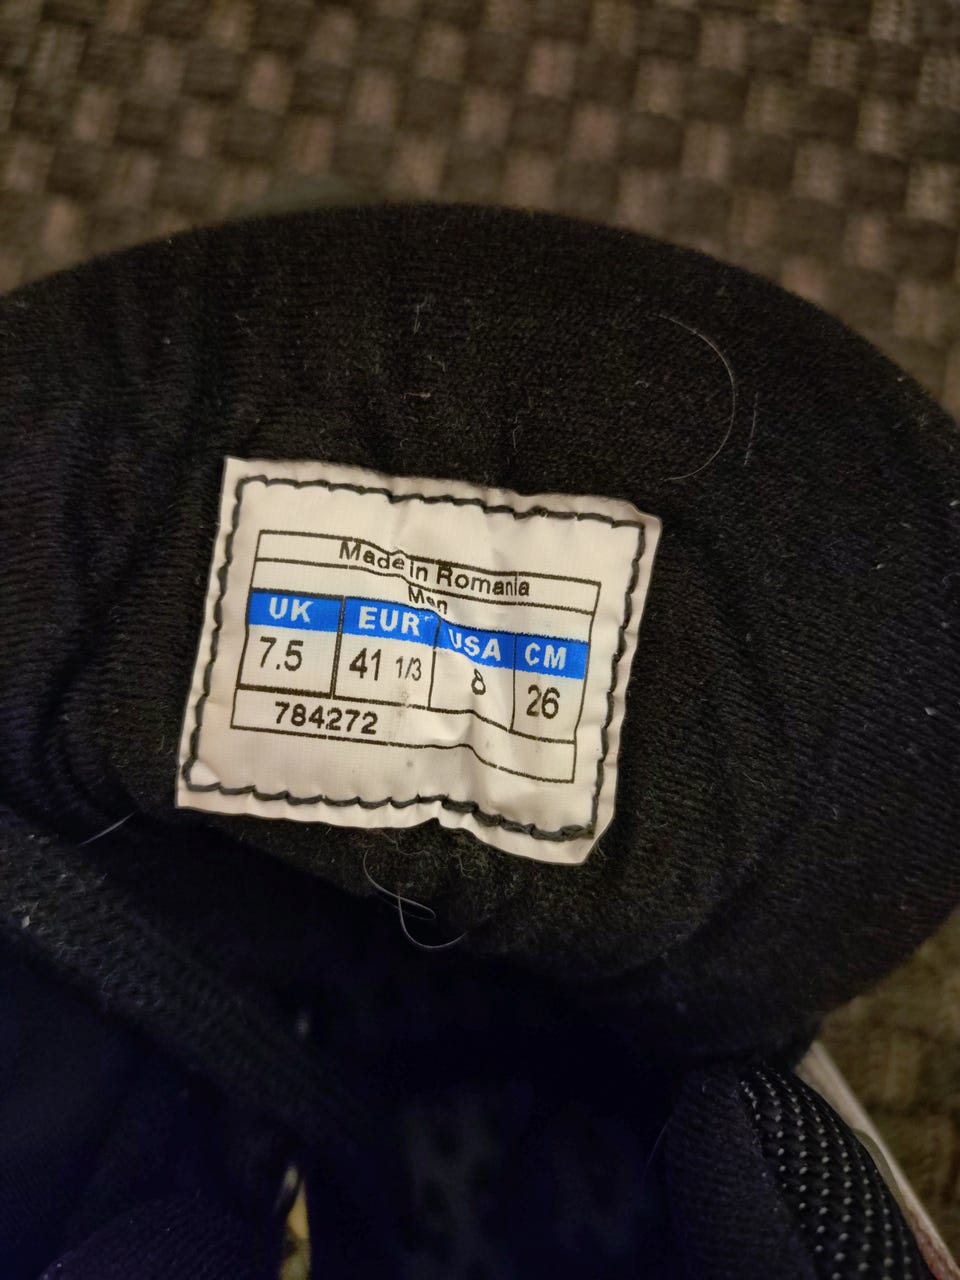 Made in Romania
Men
UK EUR USA CM
7.5 41 1/3 8 26
784272